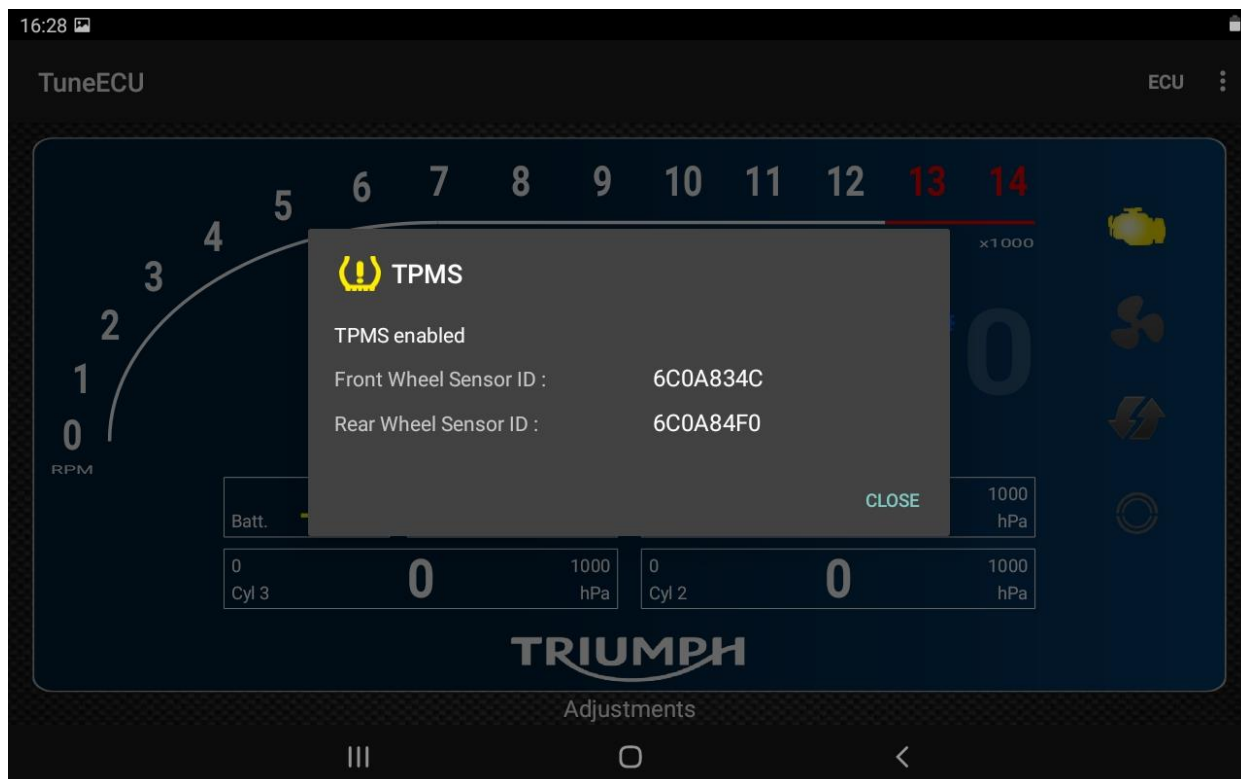 16:28
TuneECU
ECU
0
1
2
3
4
5
6
7
8
9
10
11
12
13
14
x1000
RPM
TPMS
TPMS enabled
Front Wheel Sensor ID : 6C0A834C
Rear Wheel Sensor ID : 6C0A84F0
CLOSE
0
Batt.
1000
hPa
0 1000
Cyl 3 0 hPa
0 1000
Cyl 2 0 hPa
TRIUMPH
Adjustments